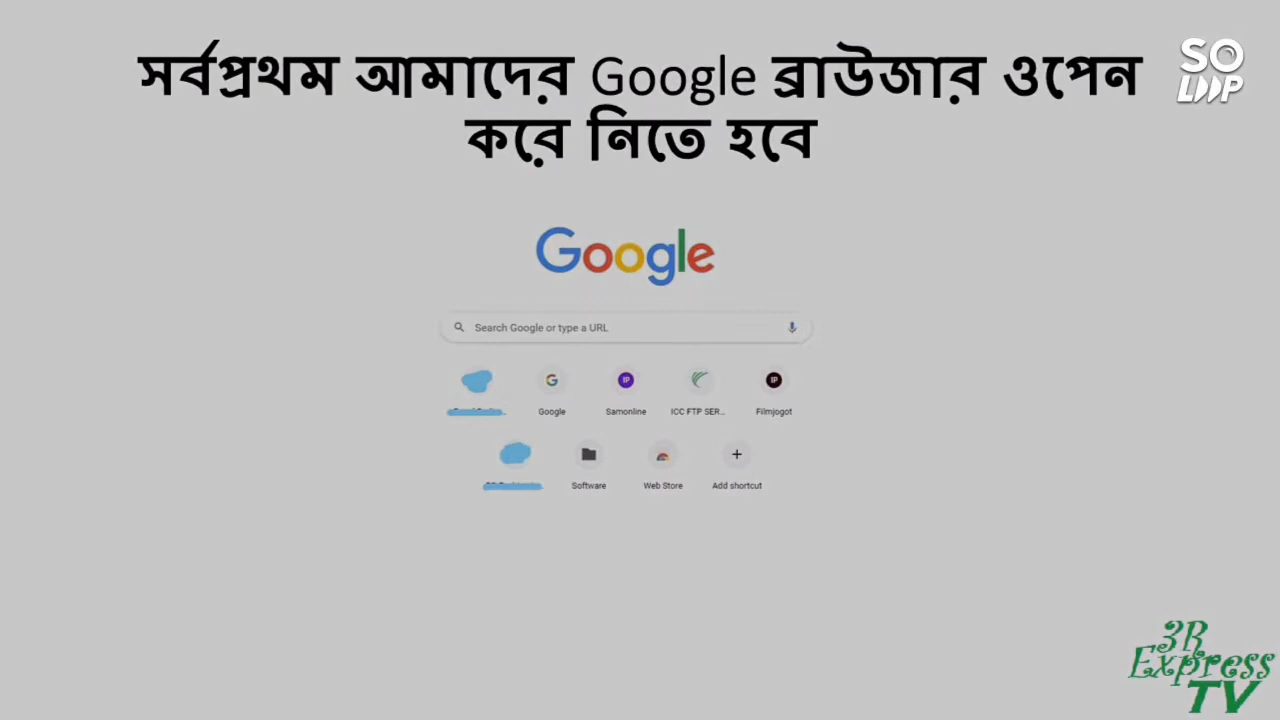 সর্বপ্রথম আমাদের Google ব্রাউজার ওপেন
করে নিতে হবে
SO
LOOP
Google
Search Google or type a URL
Google Samonline ICC FTP SER... Filmjogot
Software Web Store Add shortcut
3R
Express
TV